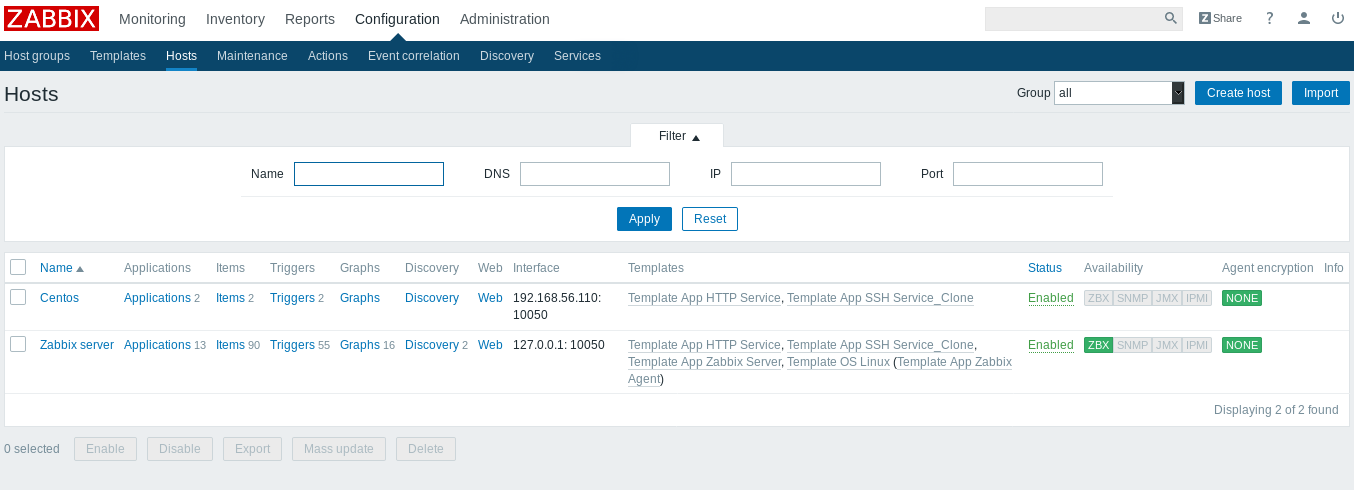 ZABBIX Monitoring Inventory Reports Configuration Administration Z Share ?
Host groups Templates Hosts Maintenance Actions Event correlation Discovery Services
Hosts Group all Create host Import
Filter
Name DNS IP Port
Apply Reset
Name Applications Items Triggers Graphs Discovery Web Interface Templates Status Availability Agent encryption Info
Centos Applications 2 Items 2 Triggers 2 Graphs Discovery Web 192.168.56.110: Template App HTTP Service, Template App SSH Service_Clone Enabled ZBX SNMP JMX IPMI NONE
10050
Zabbix server Applications 13 Items 90 Triggers 55 Graphs 16 Discovery 2 Web 127.0.0.1: 10050 Template App HTTP Service, Template App SSH Service_Clone, Enabled ZBX SNMP JMX IPMI NONE
Template App Zabbix Server, Template OS Linux (Template App Zabbix
Agent)
Displaying 2 of 2 found
0 selected Enable Disable Export Mass update Delete